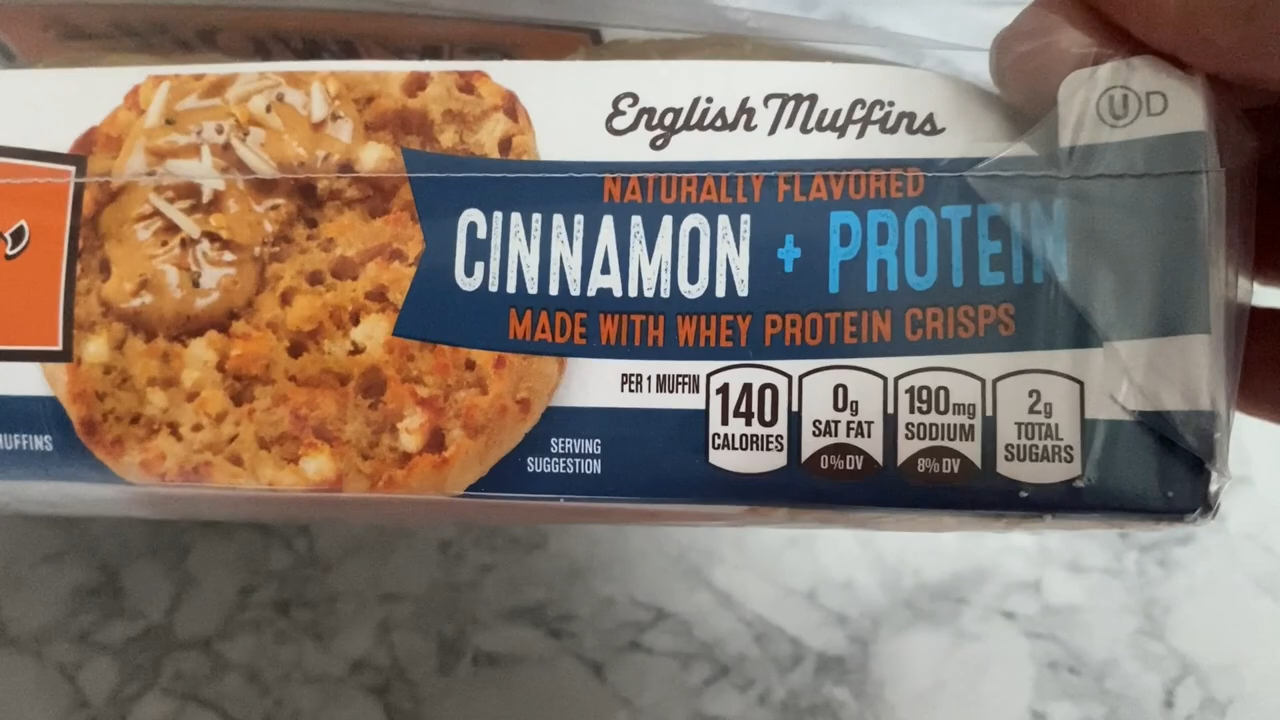 English Muffins
U D
NATURALLY FLAVORED
CINNAMON + PROTEIN
MADE WITH WHEY PROTEIN CRISPS
PER 1 MUFFIN
140
CALORIES
0g
SAT FAT
0% DV
190mg
SODIUM
8% DV
2g
TOTAL
SUGARS
SERVING
SUGGESTION